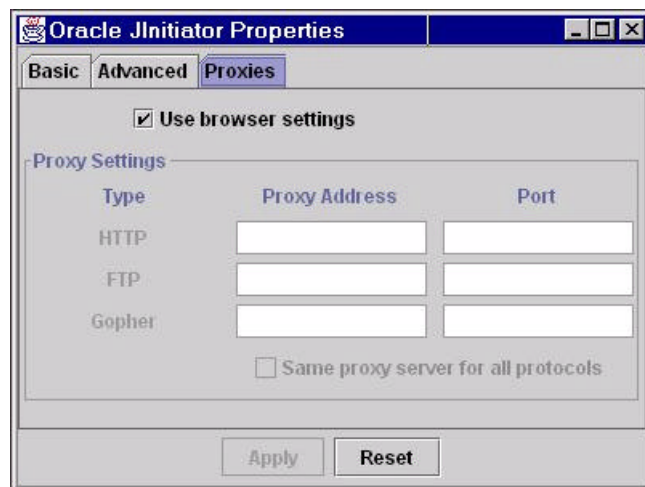 Oracle JInitiator Properties
Basic Advanced Proxies
Use browser settings
Proxy Settings
Type Proxy Address Port
HTTP
FTP
Gopher
Same proxy server for all protocols
Apply Reset